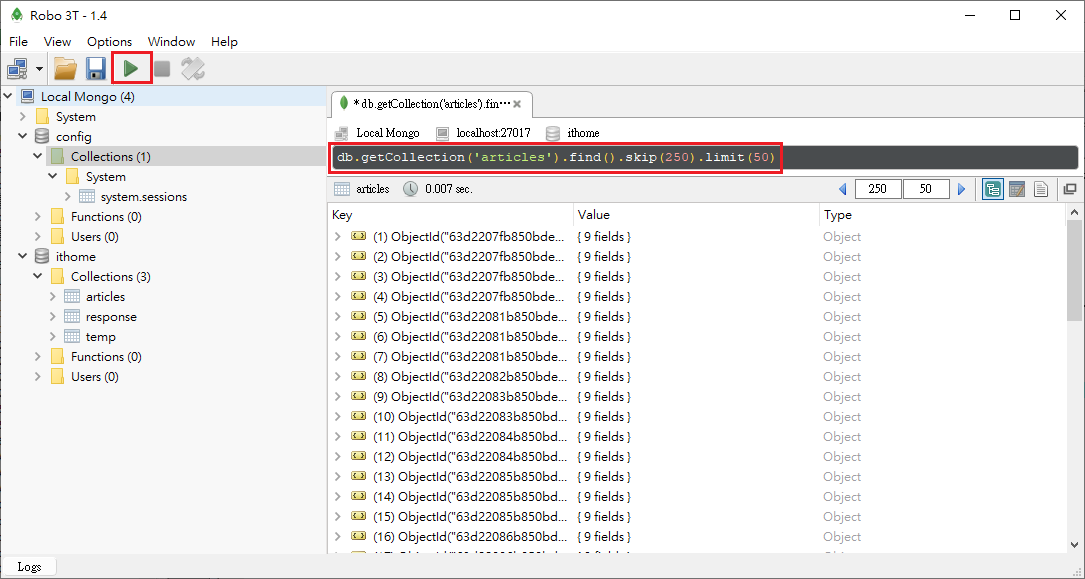 Robo 3T - 1.4
File View Options Window Help
Local Mongo (4)
System
config
Collections (1)
System
system.sessions
Functions (0)
Users (0)
ithome
Collections (3)
articles
response
temp
Functions (0)
Users (0)
* db.getCollection('articles').fin···
Local Mongo localhost:27017 ithome
db.getCollection('articles').find().skip(250).limit(50)
articles 0.007 sec. 250 50
Key Value Type
(1) ObjectId("63d2207fb850bde... { 9 fields } Object
(2) ObjectId("63d2207fb850bde... { 9 fields } Object
(3) ObjectId("63d2207fb850bde... { 9 fields } Object
(4) ObjectId("63d2207fb850bde... { 9 fields } Object
(5) ObjectId("63d22081b850bde... { 9 fields } Object
(6) ObjectId("63d22081b850bde... { 9 fields } Object
(7) ObjectId("63d22081b850bde... { 9 fields } Object
(8) ObjectId("63d22082b850bde... { 9 fields } Object
(9) ObjectId("63d22083b850bde... { 9 fields } Object
(10) ObjectId("63d22083b850bd... { 9 fields } Object
(11) ObjectId("63d22084b850bd... { 9 fields } Object
(12) ObjectId("63d22084b850bd... { 9 fields } Object
(13) ObjectId("63d22085b850bd... { 9 fields } Object
(14) ObjectId("63d22085b850bd... { 9 fields } Object
(15) ObjectId("63d22085b850bd... { 9 fields } Object
(16) ObjectId("63d22086b850bd... { 9 fields } Object
Logs